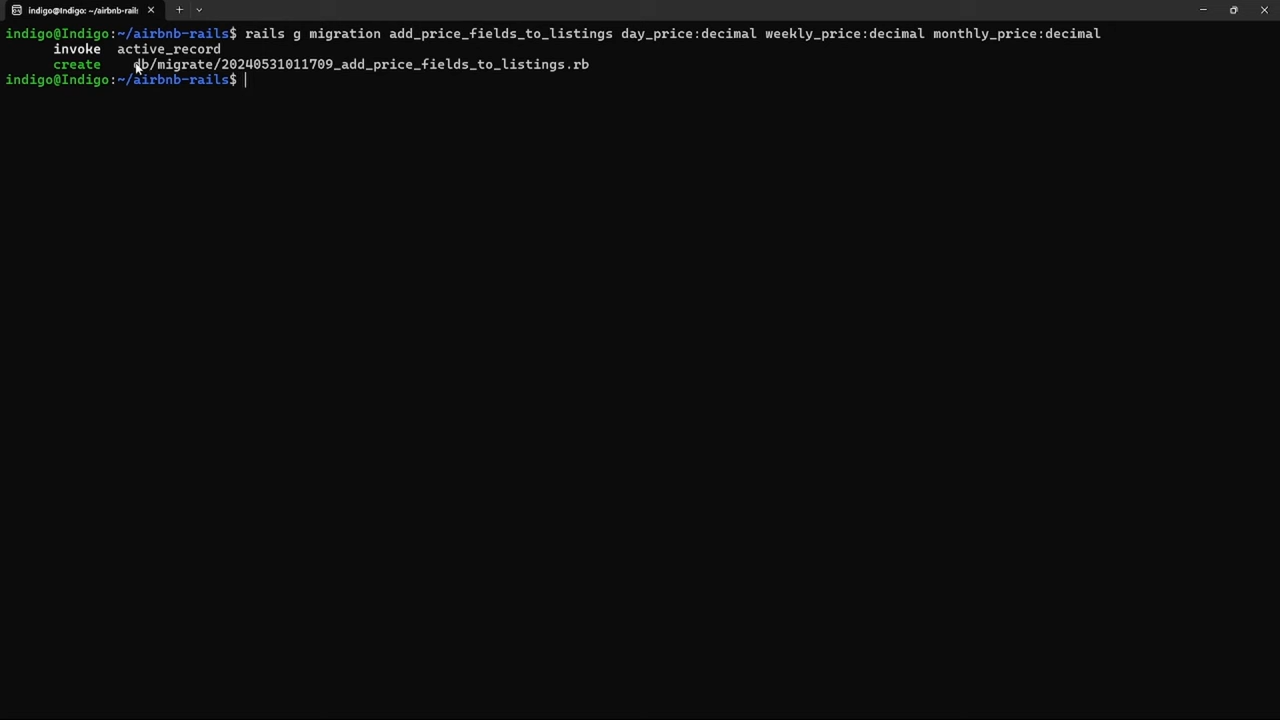 indigo@Indigo: ~/airbnb-rails
indigo@Indigo:~/airbnb-rails$ rails g migration add_price_fields_to_listings day_price:decimal weekly_price:decimal monthly_price:decimal
invoke active_record
create db/migrate/20240531011709_add_price_fields_to_listings.rb
indigo@Indigo:~/airbnb-rails$